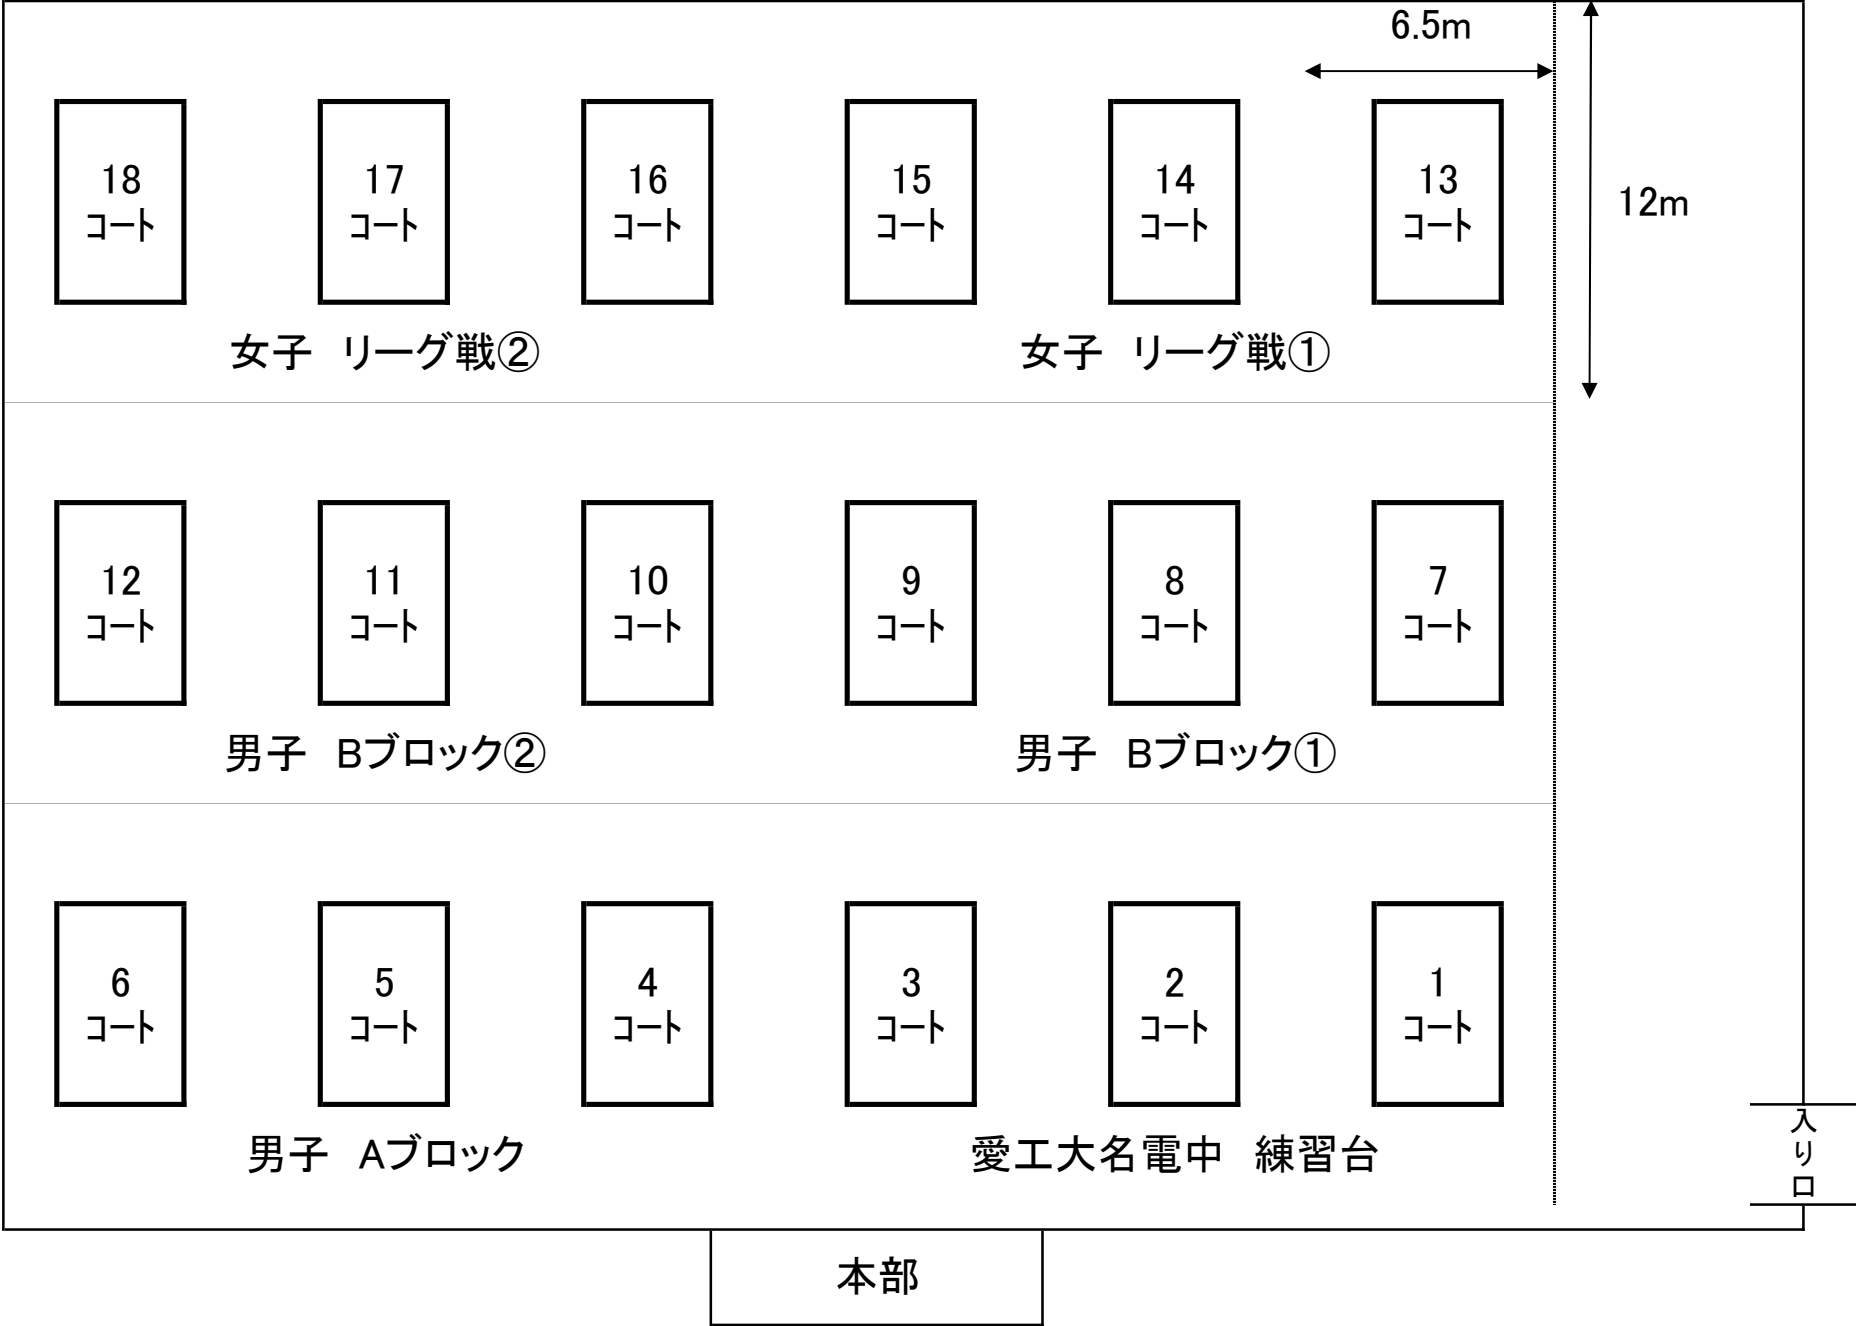 6.5m
12m
18
コート
17
コート
16
コート
15
コート
14
コート
13
コート
女子　リーグ戦②
女子　リーグ戦①
12
コート
11
コート
10
コート
9
コート
8
コート
7
コート
男子　Bブロック②
男子　Bブロック①
6
コート
5
コート
4
コート
3
コート
2
コート
1
コート
男子　Aブロック
愛工大名電中　練習台
入り口
本部